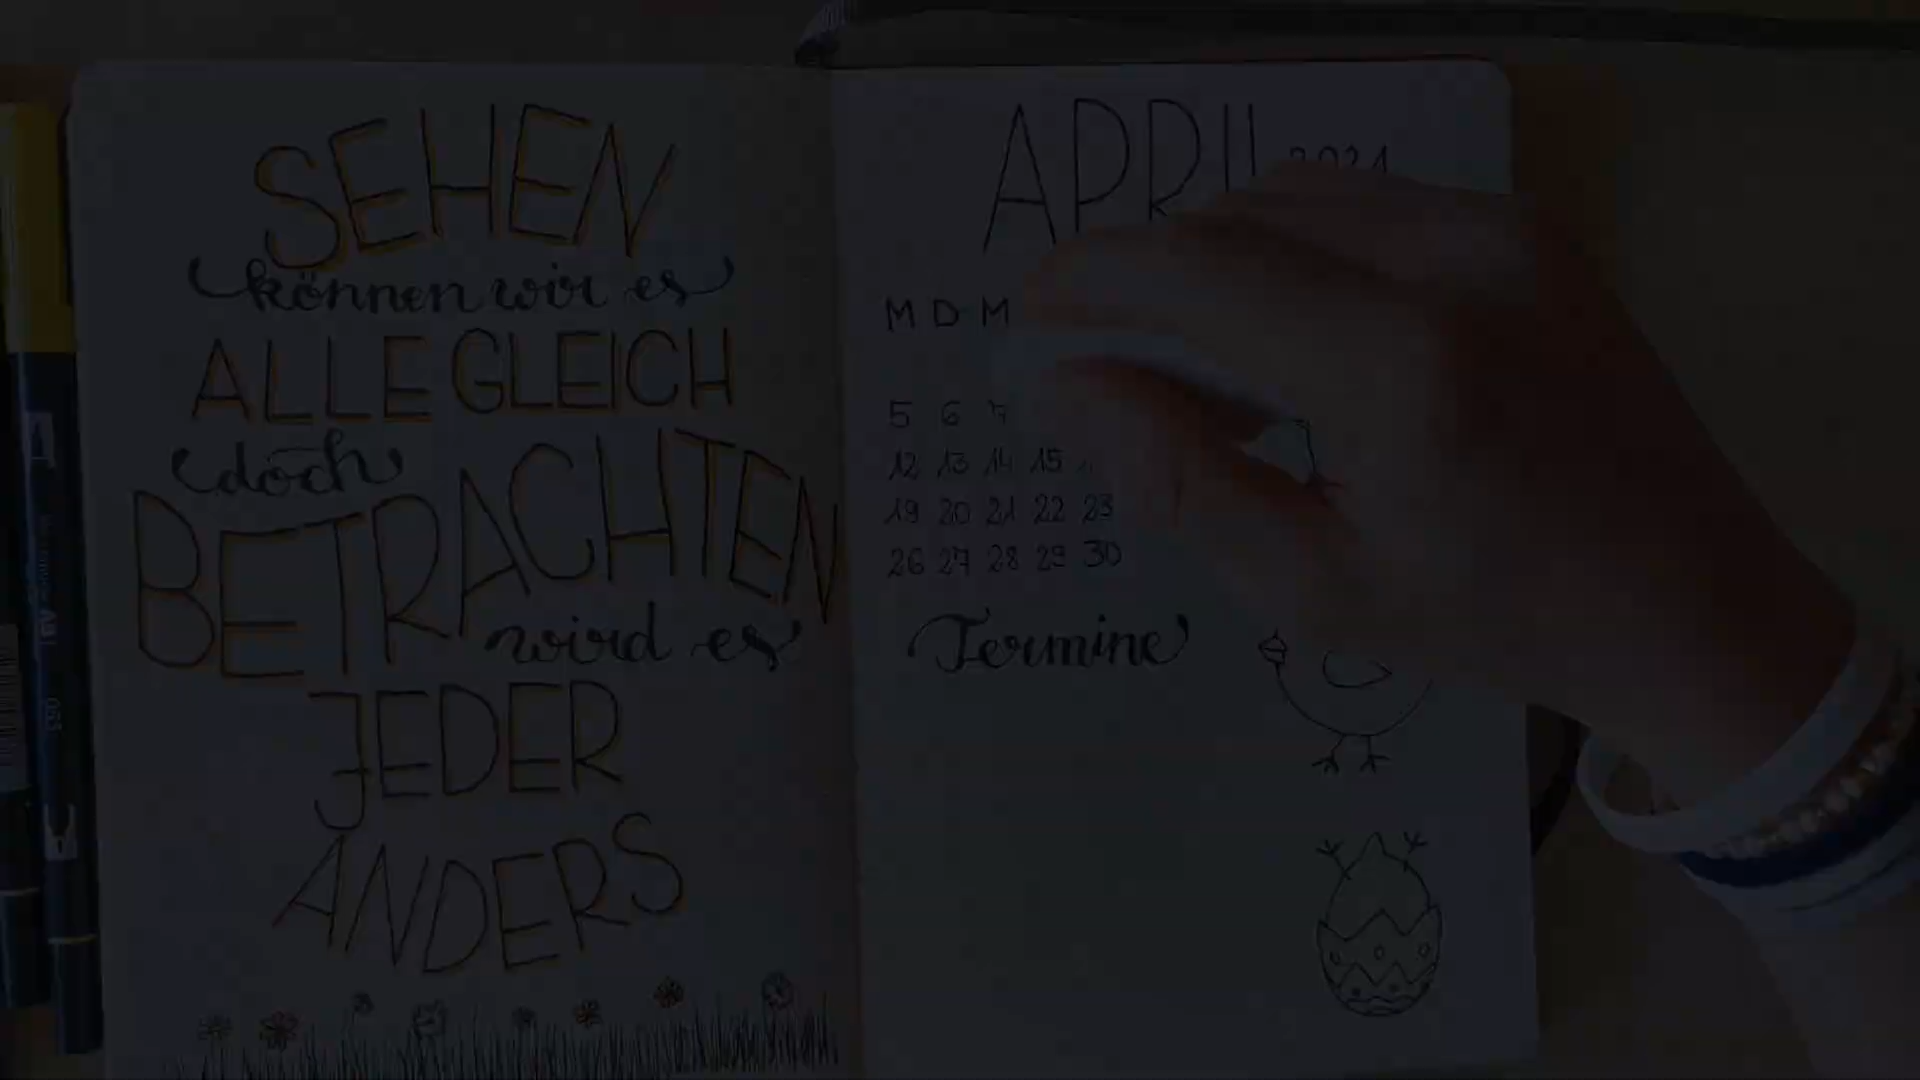 SEHEN
können wir es
ALLE GLEICH
doch
BETRACHTEN
wird es
JEDER
ANDERS
APRIL 2021
M D M
5 6 7
12 13 14 15
19 20 21 22 23
26 27 28 29 30
Termine